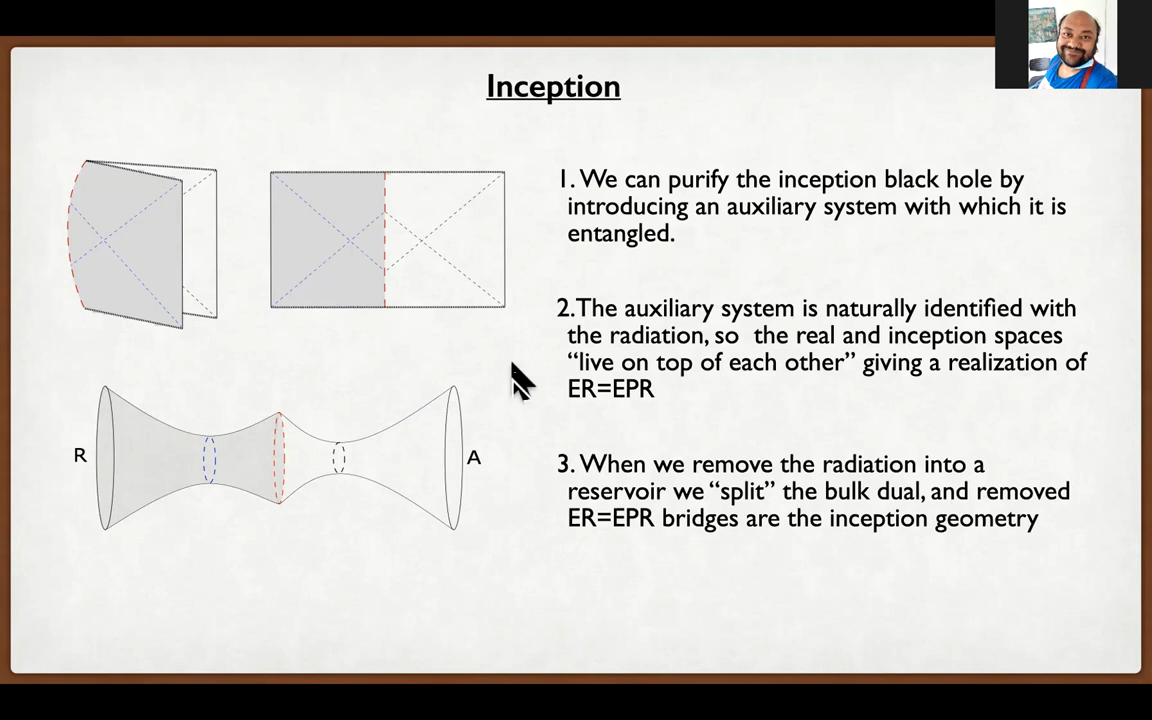 Inception
1. We can purify the inception black hole by
introducing an auxiliary system with which it is
entangled.
2.The auxiliary system is naturally identified with
the radiation, so the real and inception spaces
“live on top of each other” giving a realization of
ER=EPR
R
A
3. When we remove the radiation into a
reservoir we “split” the bulk dual, and removed
ER=EPR bridges are the inception geometry